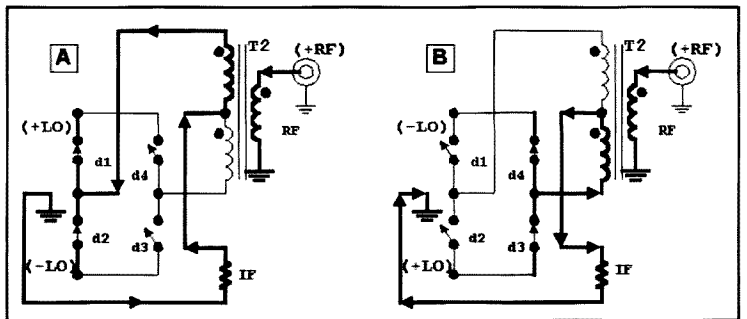 A
T2
(+RF)
RF
(+LO)
d1
d4
d2
d3
(-LO)
IF
B
T2
(+RF)
RF
(-LO)
d1
d4
d2
d3
(+LO)
IF